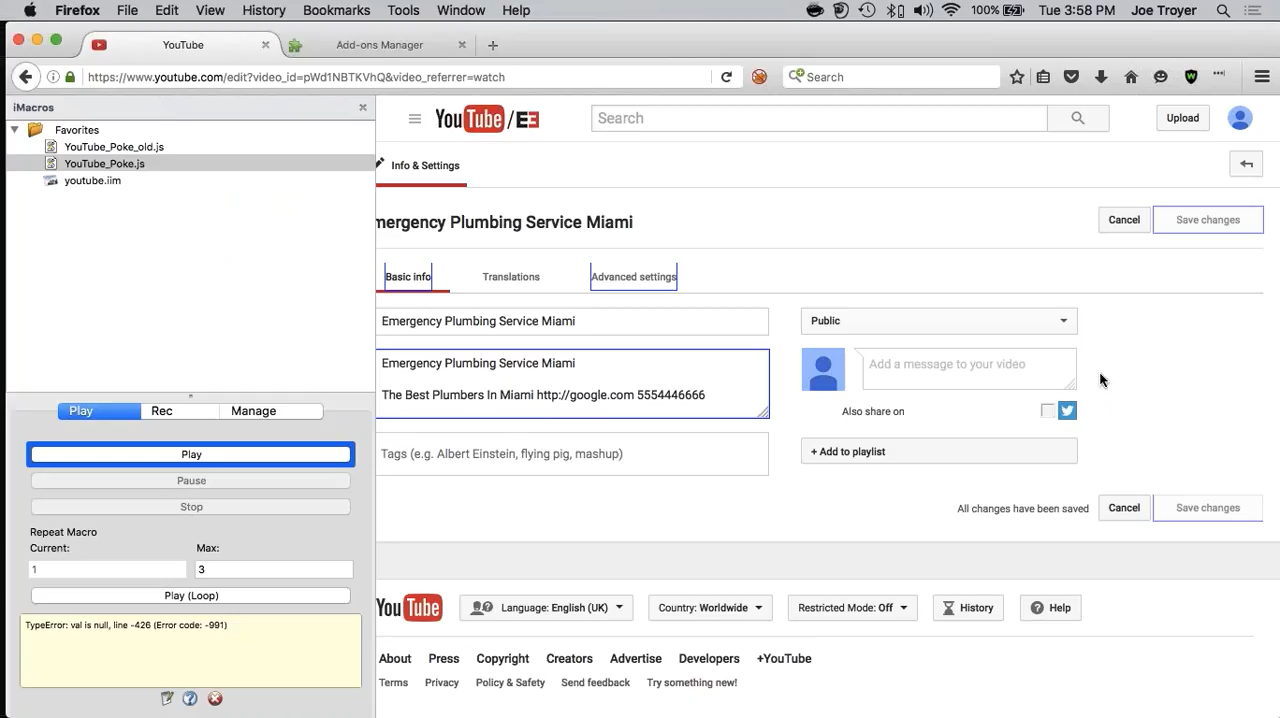 Firefox File Edit View History Bookmarks Tools Window Help 100% Tue 3:58 PM Joe Troyer
YouTube Add-ons Manager
https://www.youtube.com/edit?video_id=pWd1NBTKVhQ&video_referrer=watch Search
iMacros
Favorites
YouTube_Poke_old.js
YouTube_Poke.js
youtube.iim
YouTube / Search Upload
Info & Settings
mergency Plumbing Service Miami Cancel Save changes
Basic info Translations Advanced settings
Emergency Plumbing Service Miami Public
Emergency Plumbing Service Miami Add a message to your video
The Best Plumbers In Miami http://google.com 5554446666
Also share on
Play Rec Manage
Tags (e.g. Albert Einstein, flying pig, mashup) + Add to playlist
Play
Pause
Stop
All changes have been saved Cancel Save changes
Repeat Macro
Current: Max:
1 3
Play (Loop)
YouTube Language: English (UK) Country: Worldwide Restricted Mode: Off History Help
TypeError: val is null, line -426 (Error code: -991)
About Press Copyright Creators Advertise Developers +YouTube
Terms Privacy Policy & Safety Send feedback Try something new!